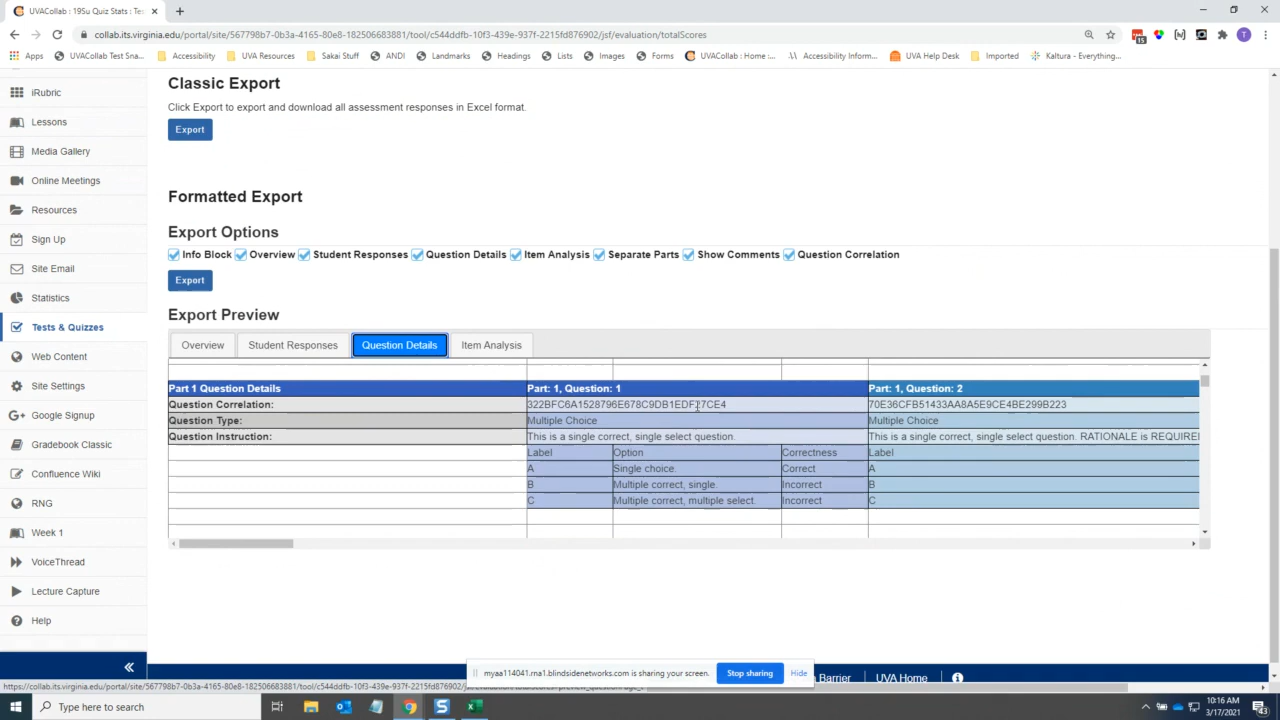 UVACollab : 19Su Quiz Stats : Tes
collab.its.virginia.edu/portal/site/567798b7-0b3a-4165-80e8-182506683881/tool/c544ddfb-10f3-439e-937f-2215fd876902/jsf/evaluation/totalScores
15
T
Apps
UVACollab Test Sna...
Accessibility
UVA Resources
Sakai Stuff
ANDI
Landmarks
Headings
Lists
Images
Forms
UVACollab : Home :...
Accessibility Inform...
UVA Help Desk
Imported
Kaltura - Everything...
iRubric
Lessons
Media Gallery
Online Meetings
Resources
Sign Up
Site Email
Statistics
Tests & Quizzes
Web Content
Site Settings
Google Signup
Gradebook Classic
Confluence Wiki
RNG
Week 1
VoiceThread
Lecture Capture
Help
Classic Export
Click Export to export and download all assessment responses in Excel format.
Export
Formatted Export
Export Options
Info Block Overview Student Responses Question Details Item Analysis Separate Parts Show Comments Question Correlation
Export
Export Preview
Overview Student Responses Question Details Item Analysis
Part 1 Question Details Part: 1, Question: 1 Part: 1, Question: 2
Question Correlation: 322BFC6A1528796E678C9DB1EDF27CE4 70E36CFB51433AA8A5E9CE4BE299B223
Question Type: Multiple Choice Multiple Choice
Question Instruction: This is a single correct, single select question. This is a single correct, single select question. RATIONALE is REQUIRE
Label Option Correctness Label
A Single choice. Correct A
B Multiple correct, single. Incorrect B
C Multiple correct, multiple select. Incorrect C
myaa114041.rna1.blindsidenetworks.com is sharing your screen.
Stop sharing
Hide
Barrier
UVA Home
Type here to search
10:16 AM
3/17/2021
43